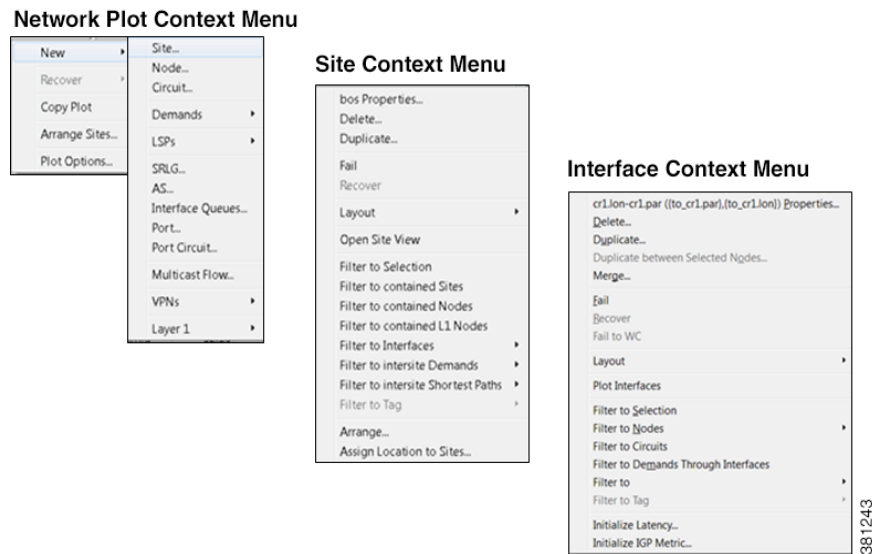 Network Plot Context Menu
New
Recover
Copy Plot
Arrange Sites...
Plot Options...
Site...
Node...
Circuit...
Demands
LSPs
SRLG...
AS...
Interface Queues...
Port...
Port Circuit...
Multicast Flow...
VPNs
Layer 1
Site Context Menu
bos Properties...
Delete...
Duplicate...
Fail
Recover
Layout
Open Site View
Filter to Selection
Filter to contained Sites
Filter to contained Nodes
Filter to contained L1 Nodes
Filter to Interfaces
Filter to intersite Demands
Filter to intersite Shortest Paths
Filter to Tag
Arrange...
Assign Location to Sites...
Interface Context Menu
cr1.lon-cr1.par ({to_cr1.par},{to_cr1.lon}) Properties...
Delete...
Duplicate...
Duplicate between Selected Nodes...
Merge...
Fail
Recover
Fail to WC
Layout
Plot Interfaces
Filter to Selection
Filter to Nodes
Filter to Circuits
Filter to Demands Through Interfaces
Filter to
Filter to Tag
Initialize Latency...
Initialize IGP Metric...
381243